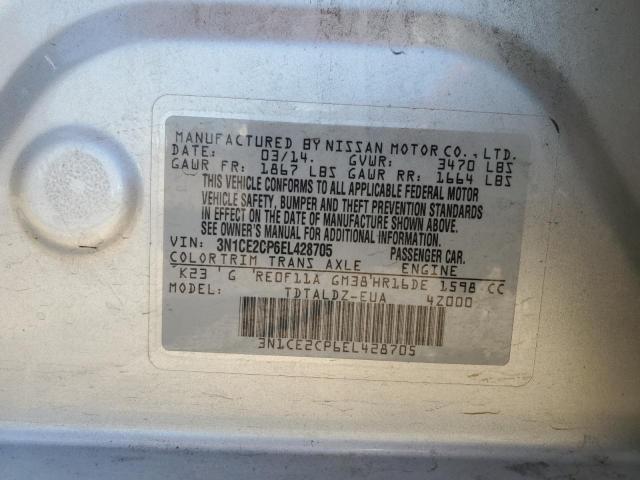 MANUFACTURED BY NISSAN MOTOR CO., LTD.
DATE: 03/14. GVWR: 3470 LBS
GAWR FR: 1867 LBS GAWR RR: 1664 LBS
THIS VEHICLE CONFORMS TO ALL APPLICABLE FEDERAL MOTOR
VEHICLE SAFETY, BUMPER AND THEFT PREVENTION STANDARDS
IN EFFECT ON THE DATE OF MANUFACTURE SHOWN ABOVE.
SEE OWNER'S MANUAL FOR ADDITIONAL INFORMATION.
VIN: 3N1CE2CP6EL428705 PASSENGER CAR.
COLOR TRIM TRANS AXLE ENGINE
'K23 ' G 'RE0F11A GM38'HR16DE 1598 CC
MODEL: TDTALDZ-EUA 4Z000
3N1CE2CP6EL428705